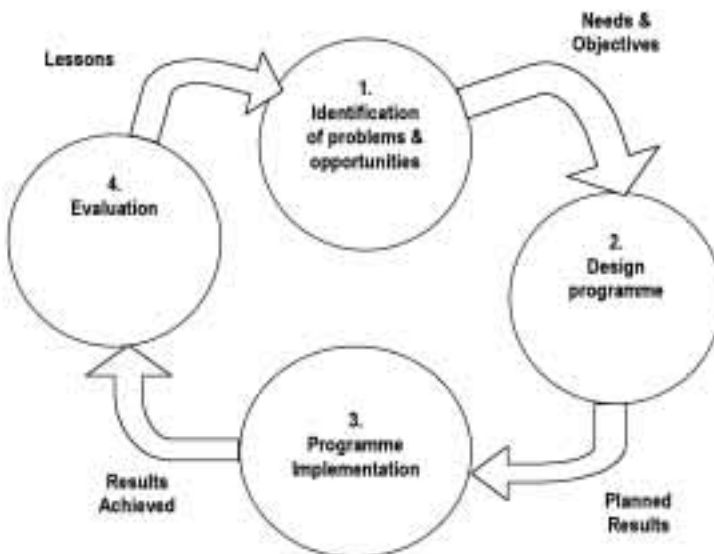 Needs &
Objectives
Lessons
1.
Identification
of problems &
opportunities
4.
Evaluation
2.
Design
programme
3.
Programme
Implementation
Results
Achieved
Planned
Results